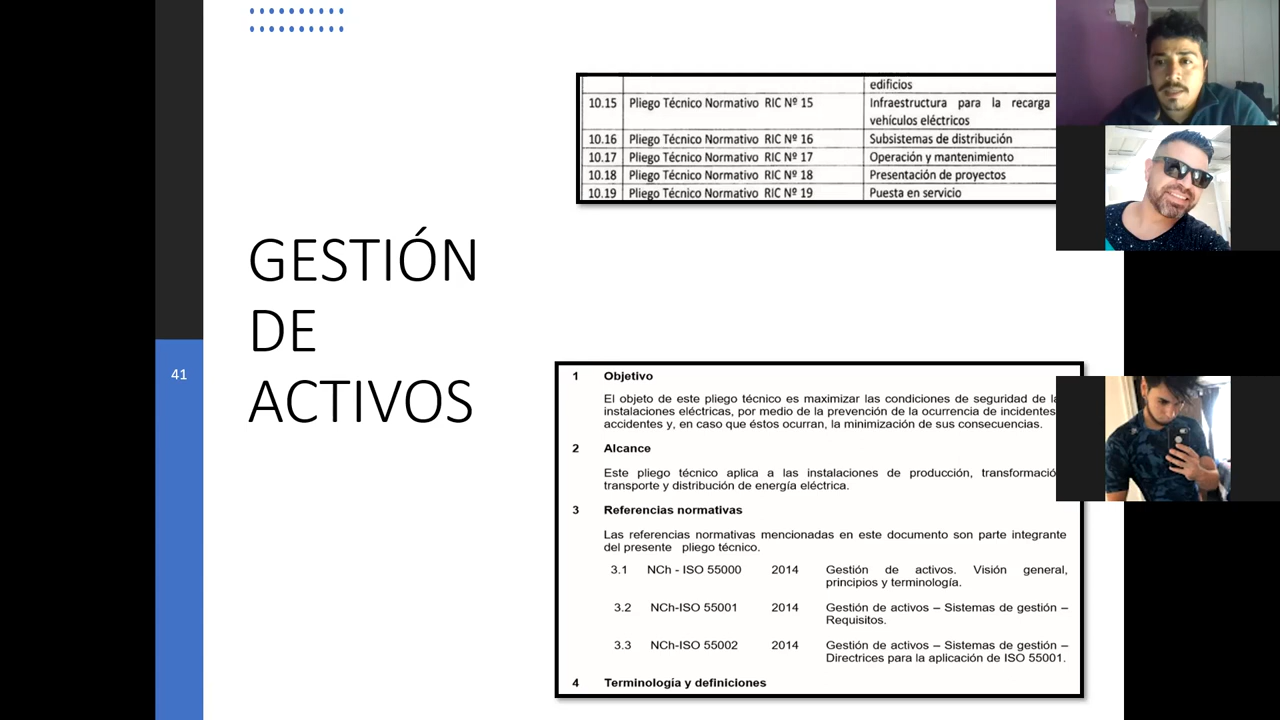 edificios
10.15 Pliego Técnico Normativo RIC Nº 15 Infraestructura para la recarga
vehículos eléctricos
10.16 Pliego Técnico Normativo RIC Nº 16 Subsistemas de distribución
10.17 Pliego Técnico Normativo RIC Nº 17 Operación y mantenimiento
10.18 Pliego Técnico Normativo RIC Nº 18 Presentación de proyectos
10.19 Pliego Técnico Normativo RIC Nº 19 Puesta en servicio
GESTIÓN
DE
ACTIVOS
41
1 Objetivo
El objeto de este pliego técnico es maximizar las condiciones de seguridad de
instalaciones eléctricas, por medio de la prevención de la ocurrencia de incidentes
accidentes y, en caso que éstos ocurran, la minimización de sus consecuencias.
2 Alcance
Este pliego técnico aplica a las instalaciones de producción, transformació
transporte y distribución de energía eléctrica.
3 Referencias normativas
Las referencias normativas mencionadas en este documento son parte integrante
del presente pliego técnico.
3.1 NCh - ISO 55000 2014 Gestión de activos. Visión general,
principios y terminología.
3.2 NCh-ISO 55001 2014 Gestión de activos – Sistemas de gestión –
Requisitos.
3.3 NCh-ISO 55002 2014 Gestión de activos – Sistemas de gestión –
Directrices para la aplicación de ISO 55001.
4 Terminología y definiciones